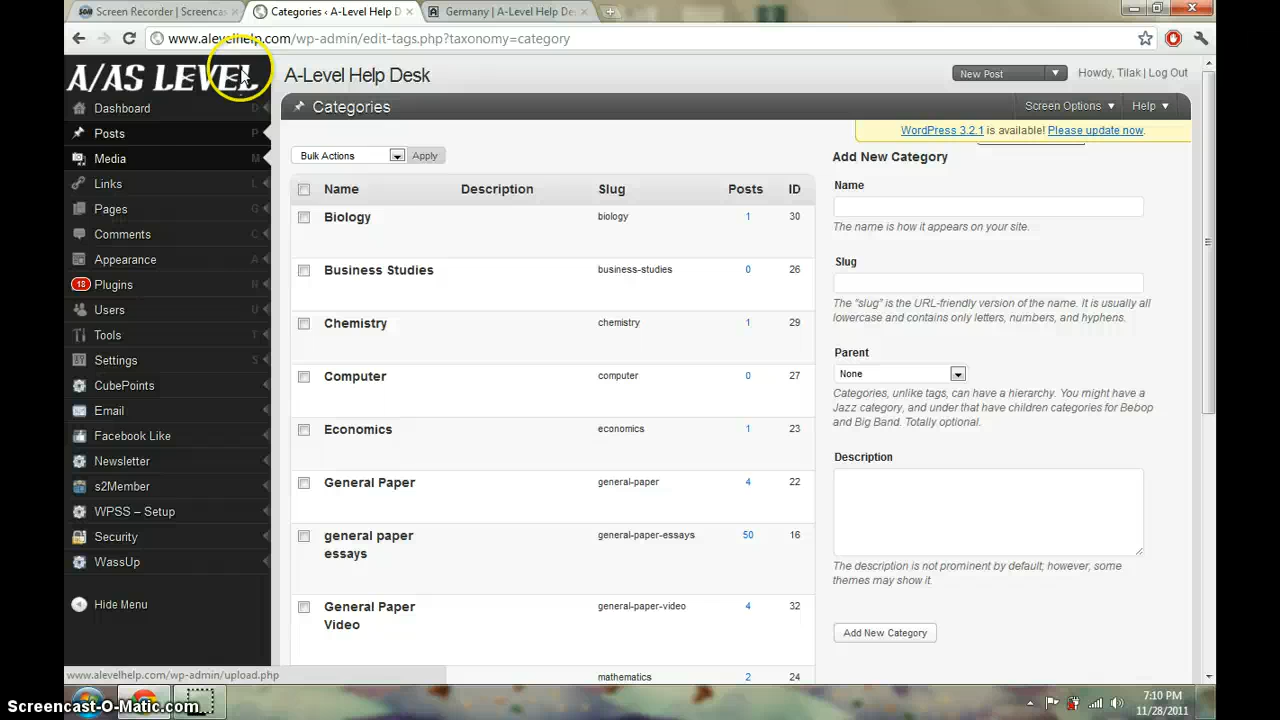 Screen Recorder | Screencas
Categories ‹ A-Level Help D
Germany | A-Level Help De
www.alevelhelp.com/wp-admin/edit-tags.php?taxonomy=category
A/AS LEVEL
A-Level Help Desk
New Post
Howdy, Tilak | Log Out
Dashboard D
Posts P
Media M
Links L
Pages G
Comments C
Appearance A
18 Plugins N
Users U
Tools T
Settings S
CubePoints
Email
Facebook Like
Newsletter
s2Member
WPSS – Setup
Security
WassUp
Hide Menu
www.alevelhelp.com/wp-admin/upload.php
Categories
Screen Options
Help
WordPress 3.2.1 is available! Please update now.
Bulk Actions
Apply
Name Description Slug Posts ID
Biology biology 1 30
Business Studies business-studies 0 26
Chemistry chemistry 1 29
Computer computer 0 27
Economics economics 1 23
General Paper general-paper 4 22
general paper general-paper-essays 50 16
essays
General Paper general-paper-video 4 32
Video
mathematics 2 24
Add New Category
Name
The name is how it appears on your site.
Slug
The “slug” is the URL-friendly version of the name. It is usually all
lowercase and contains only letters, numbers, and hyphens.
Parent
None
Categories, unlike tags, can have a hierarchy. You might have a
Jazz category, and under that have children categories for Bebop
and Big Band. Totally optional.
Description
The description is not prominent by default; however, some
themes may show it.
Add New Category
Screencast-O-Matic.com
7:10 PM
11/28/2011